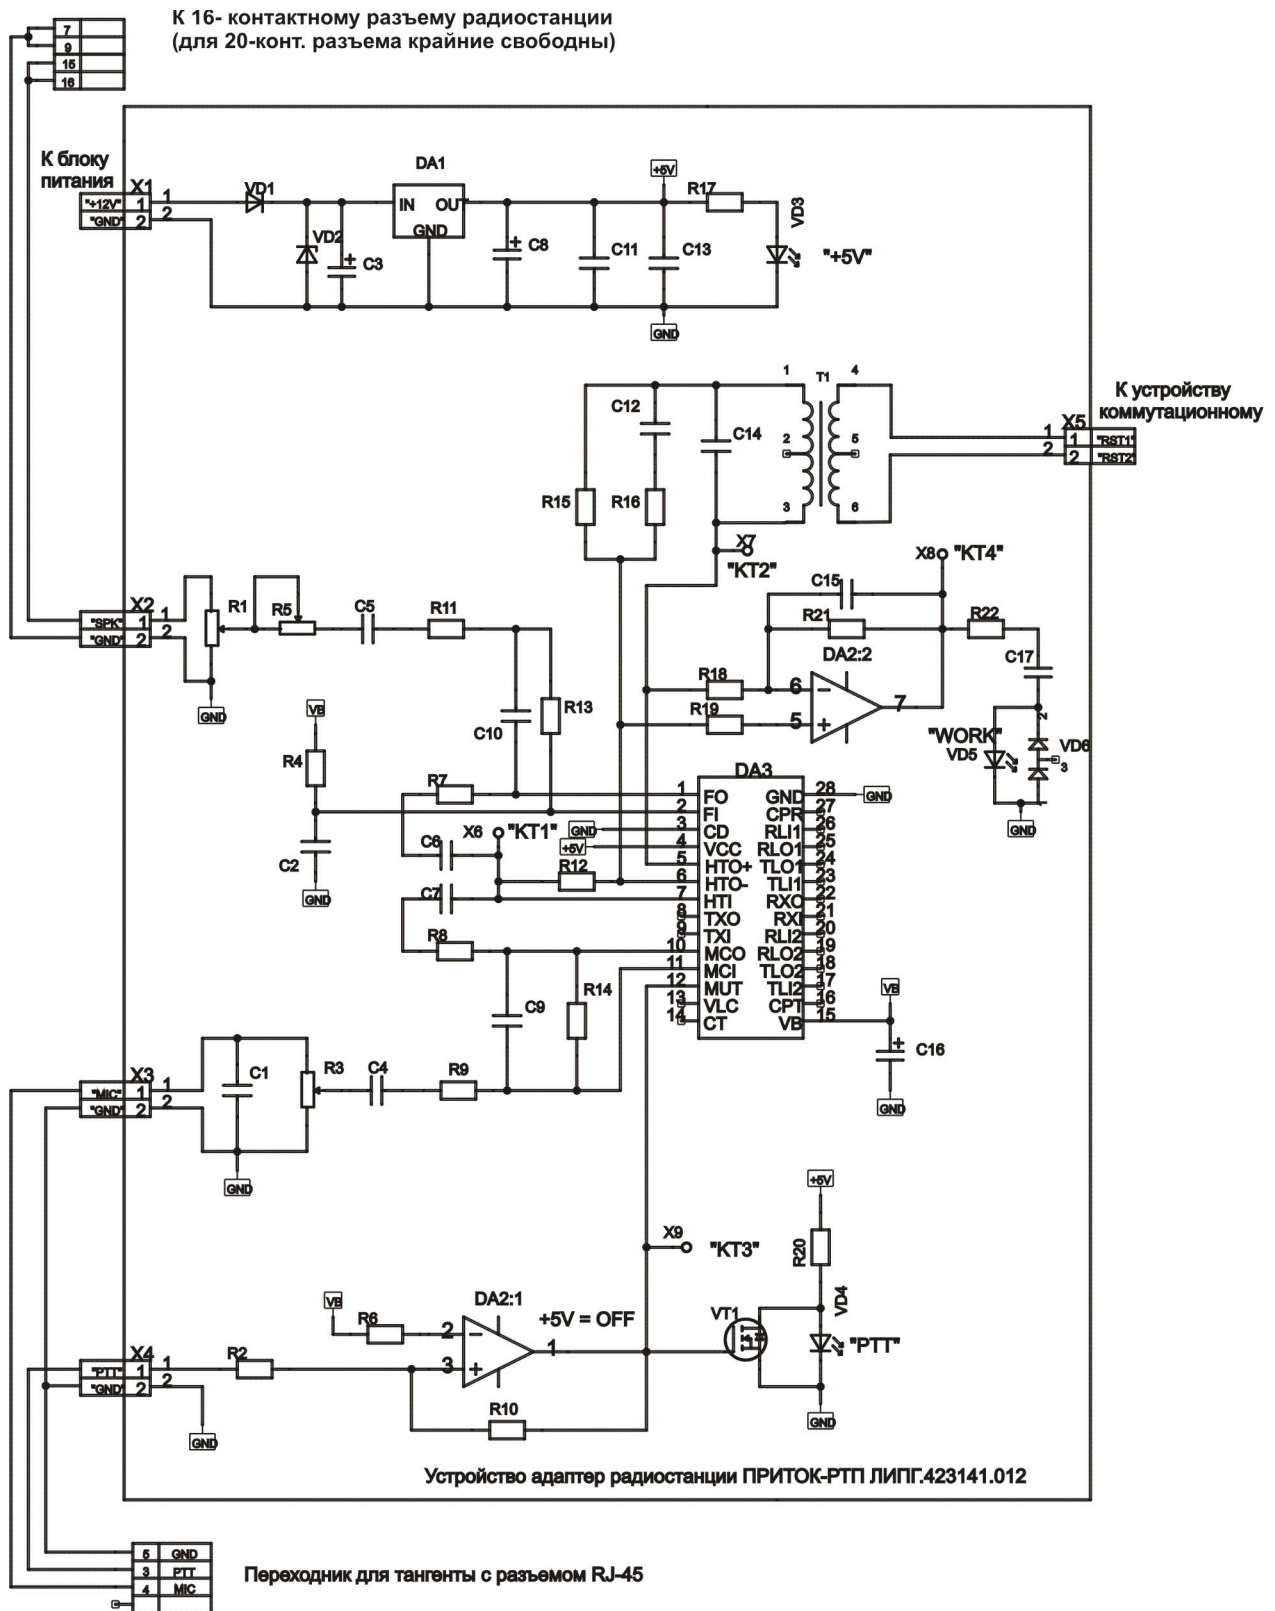 К 16- контактному разъему радиостанции
(для 20-конт. разъема крайние свободны)
7
9
15
16
К блоку
питания
X1
"+12V" 1 1
"GND" 2 2
VD1
VD2
C3
DA1
IN OUT
GND
C8
C11
+5V
C13
R17
VD3
"+5V"
GND
C12
C14
R15
R16
1
2
3
T1
4
5
6
К устройству
коммутационному
X5
1 1 "RST1"
2 2 "RST2"
X7
"KT2"
X8 "KT4"
C15
R21
R22
DA2:2
C17
R18
6
R19
5
7
"WORK"
VD5
2
VD6
3
GND
X2
"SPK" 1 1
"GND" 2 2
R1
R5
C5
R11
GND
VB
R4
C10
R13
R7
C2
GND
X6 "KT1"
C6
GND
+5V
R12
C7
R8
DA3
1 FO GND 28
GND
2 FI CPR 27
3 CD RLI1 26
4 VCC RLO1 25
5 HTO+ TLO1 24
6 HTO- TLI1 23
7 HTI RXO 22
8 TXO RXI 21
9 TXI RLI2 20
10 MCO RLO2 19
11 MCI TLO2 18
12 MUT TLI2 17
13 VLC CPT 16
14 CT VB 15
VB
C16
GND
C9
R14
X3
"MIC" 1 1
"GND" 2 2
C1
R3
C4
R9
GND
X9
"KT3"
+5V
R20
VD4
VT1
"PTT"
GND
VB
R6
DA2:1
2
3
1
+5V = OFF
X4
"PTT" 1 1
"GND" 2 2
R2
R10
GND
Устройство адаптер радиостанции ПРИТОК-РТП ЛИПГ.423141.012
5 GND
3 PTT
4 MIC
Переходник для тангенты с разъемом RJ-45